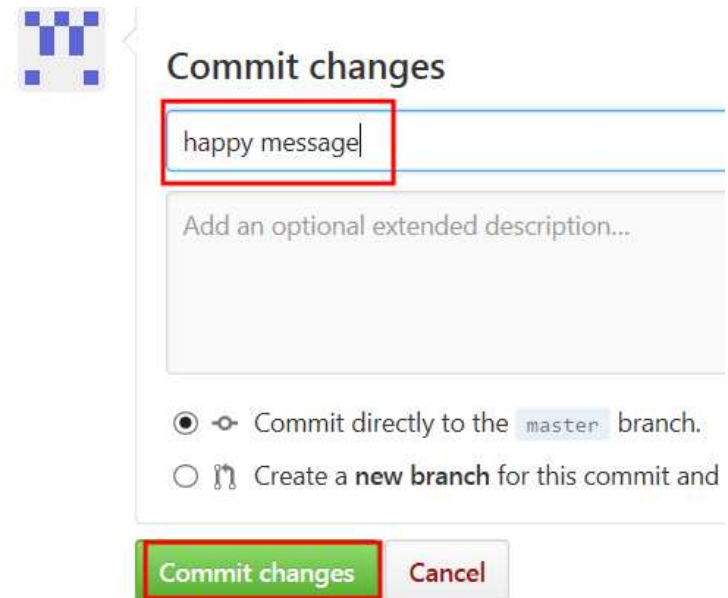 Commit changes
happy message
Add an optional extended description...
Commit directly to the master branch.
Create a new branch for this commit and
Commit changes
Cancel